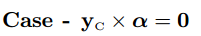 Case - y_C × α = 0